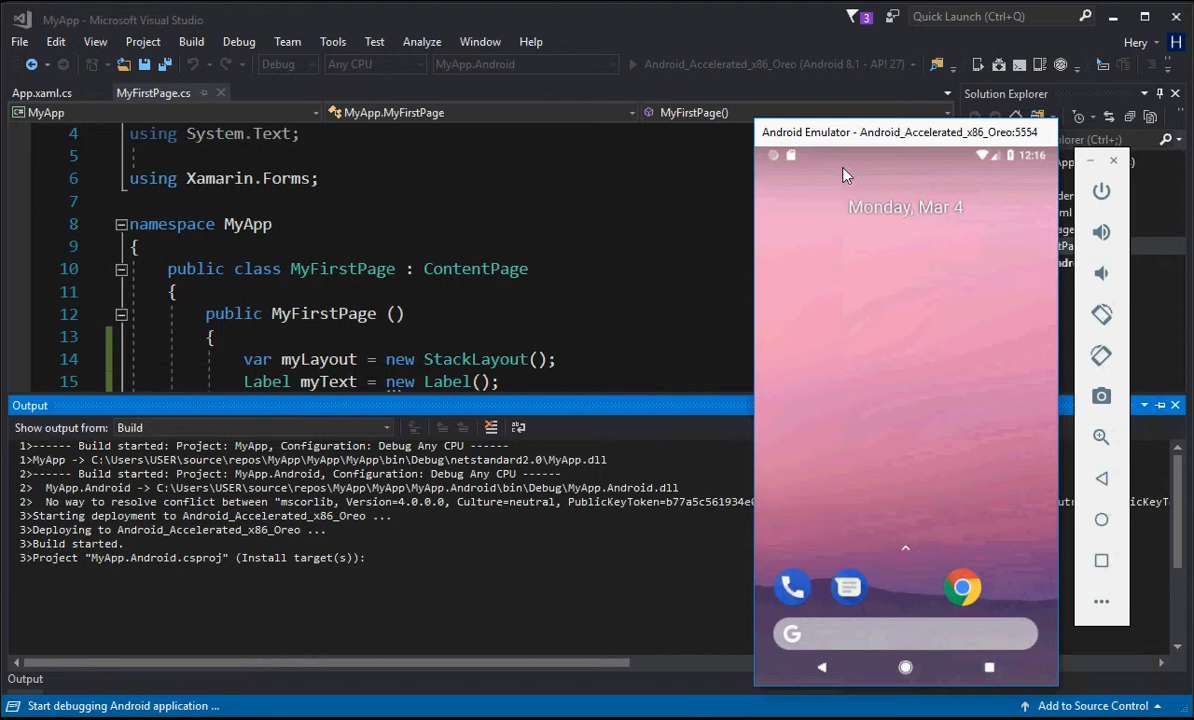 MyApp - Microsoft Visual Studio
3
Quick Launch (Ctrl+Q)
File Edit View Project Build Debug Team Tools Test Analyze Window Help
Hery H
Debug Any CPU MyApp.Android Android_Accelerated_x86_Oreo (Android 8.1 - API 27)
App.xaml.cs MyFirstPage.cs
Solution Explorer
MyApp MyApp.MyFirstPage MyFirstPage()
4 using System.Text;
5
6 using Xamarin.Forms;
7
8 namespace MyApp
9 {
10 public class MyFirstPage : ContentPage
11 {
12 public MyFirstPage ()
13 {
14 var myLayout = new StackLayout();
15 Label myText = new Label();
Output
Show output from: Build
1>------ Build started: Project: MyApp, Configuration: Debug Any CPU ------
1>MyApp -> C:\Users\USER\source\repos\MyApp\MyApp\MyApp\bin\Debug\netstandard2.0\MyApp.dll
2>------ Build started: Project: MyApp.Android, Configuration: Debug Any CPU ------
2> MyApp.Android -> C:\Users\USER\source\repos\MyApp\MyApp\MyApp.Android\bin\Debug\MyApp.Android.dll
2> No way to resolve conflict between "mscorlib, Version=4.0.0.0, Culture=neutral, PublicKeyToken=b77a5c561934e0
3>Starting deployment to Android_Accelerated_x86_Oreo ...
3>Deploying to Android_Accelerated_x86_Oreo ...
3>Build started.
3>Project "MyApp.Android.csproj" (Install target(s)):
Output
Start debugging Android application ...
Add to Source Control
Android Emulator - Android_Accelerated_x86_Oreo:5554
12:16
Monday, Mar 4
G